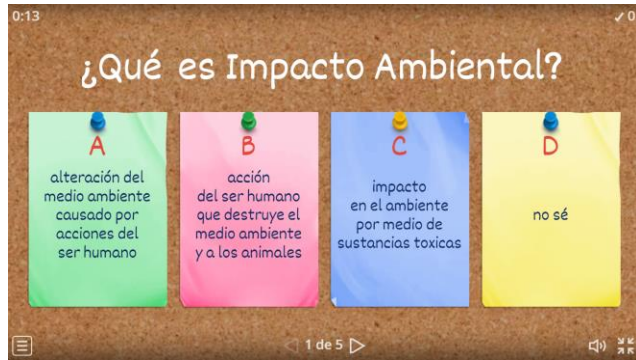 0:13
✓ 0
¿Qué es Impacto Ambiental?
A
alteración del
medio ambiente
causado por
acciones del
ser humano
B
acción
del ser humano
que destruye el
medio ambiente
y a los animales
C
impacto
en el ambiente
por medio de
sustancias toxicas
D
no sé
1 de 5